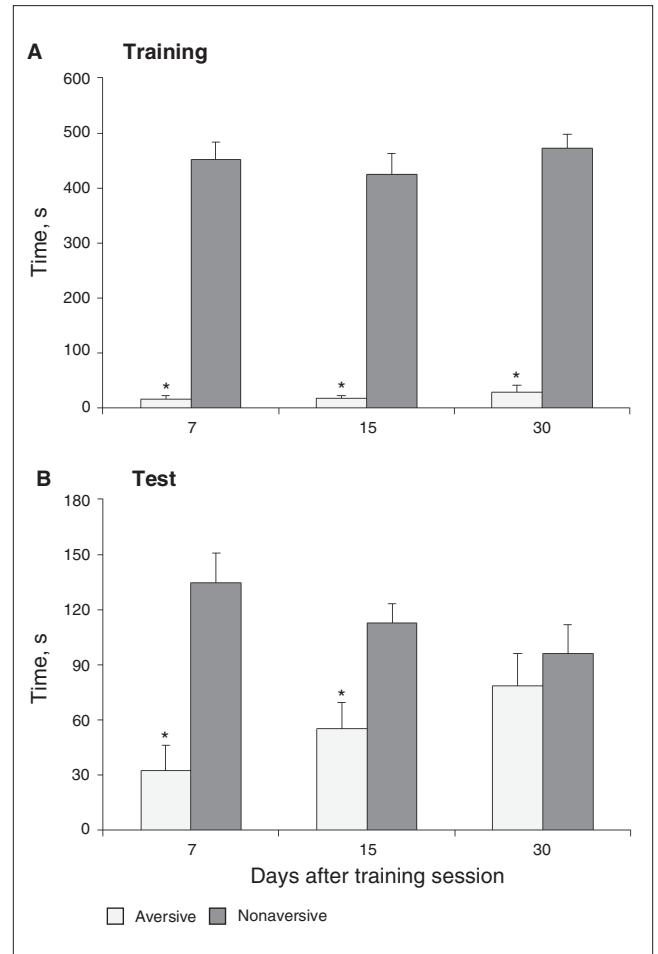 A Training
600
500
400
300
200
100
0
Time, s
* * *
7 15 30
B Test
180
150
120
90
60
30
0
Time, s
* *
7 15 30
Days after training session
Aversive Nonaversive